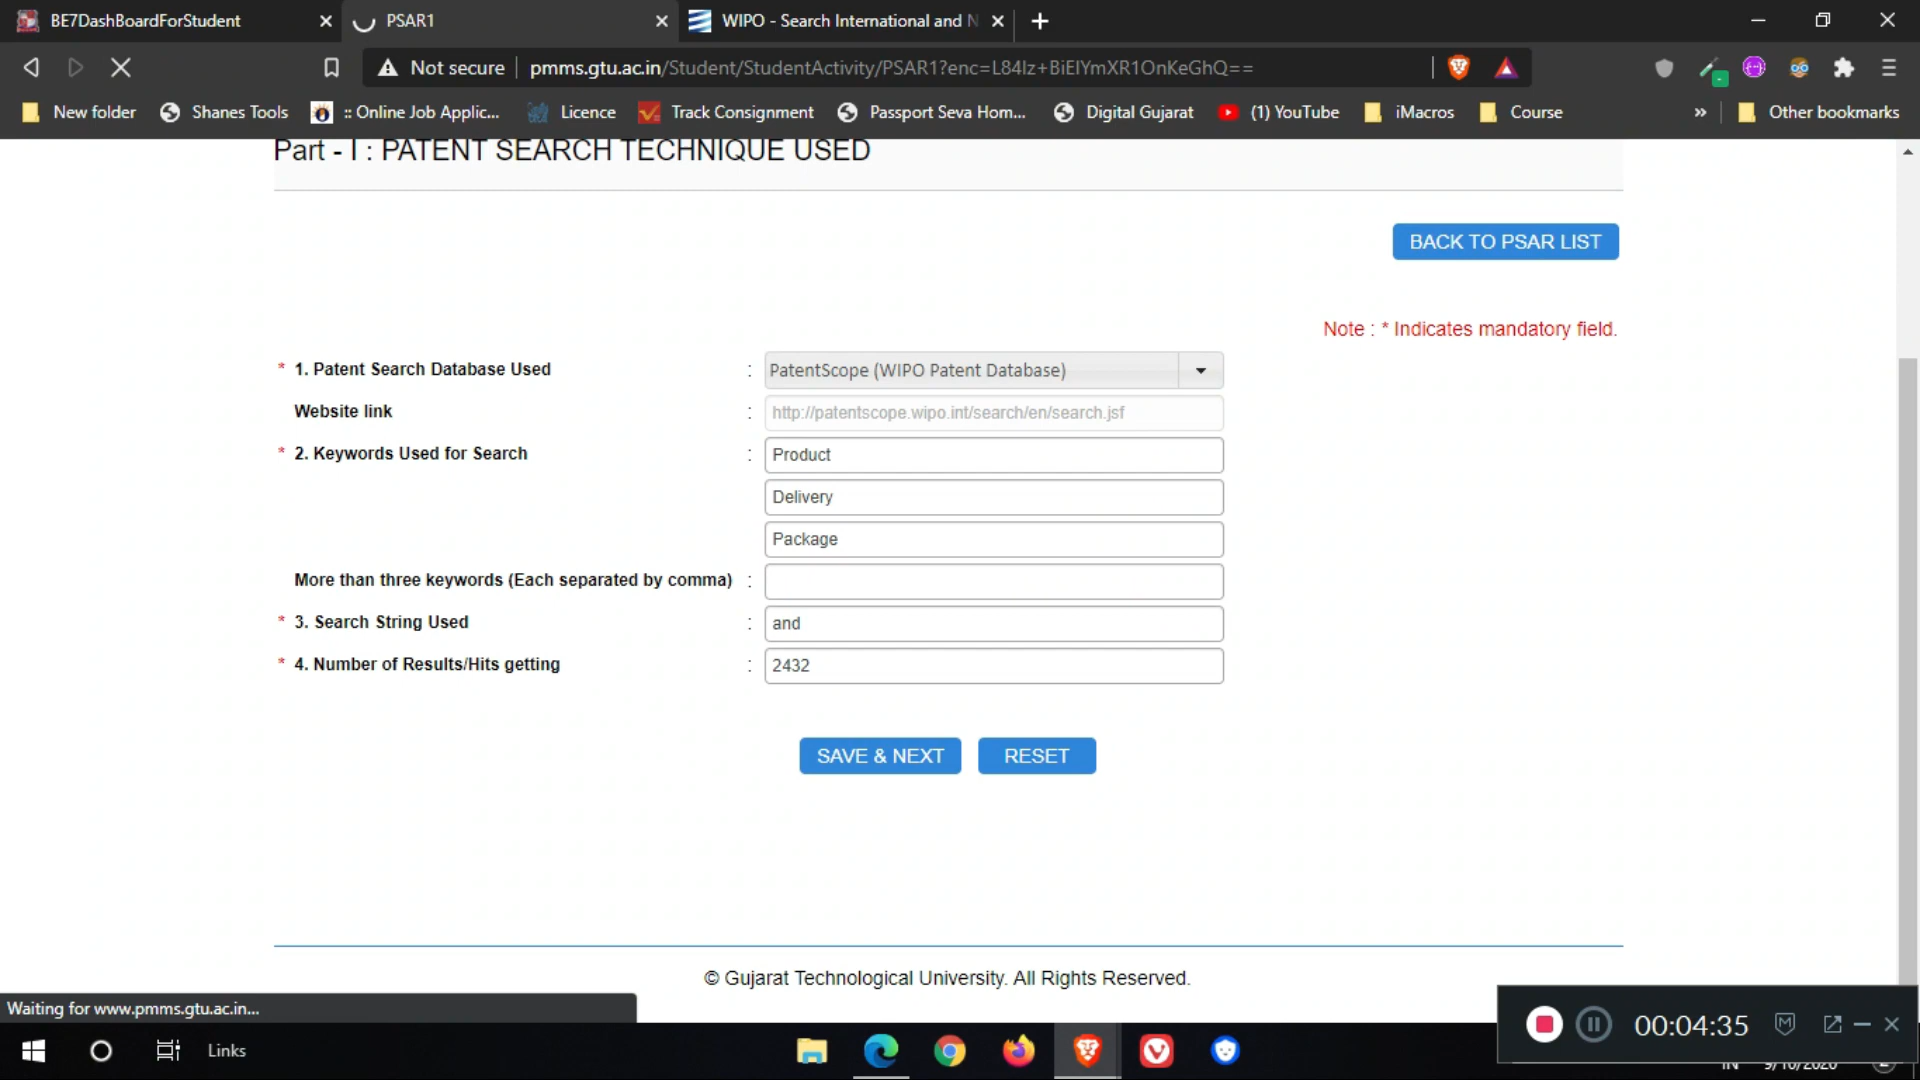 BE7DashBoardForStudent
PSAR1
WIPO - Search International and N
Not secure
pmms.gtu.ac.in/Student/StudentActivity/PSAR1?enc=L84lz+BiElYmXR1OnKeGhQ==
New folder
Shanes Tools
:: Online Job Applic...
Licence
Track Consignment
Passport Seva Hom...
Digital Gujarat
(1) YouTube
iMacros
Course
»
Other bookmarks
Part - I : PATENT SEARCH TECHNIQUE USED
BACK TO PSAR LIST
Note : * Indicates mandatory field.
* 1. Patent Search Database Used : PatentScope (WIPO Patent Database)
Website link : http://patentscope.wipo.int/search/en/search.jsf
* 2. Keywords Used for Search : Product
Delivery
Package
More than three keywords (Each separated by comma) :
* 3. Search String Used : and
* 4. Number of Results/Hits getting : 2432
SAVE & NEXT
RESET
© Gujarat Technological University. All Rights Reserved.
Waiting for www.pmms.gtu.ac.in...
00:04:35
Links
IN
9/10/2020